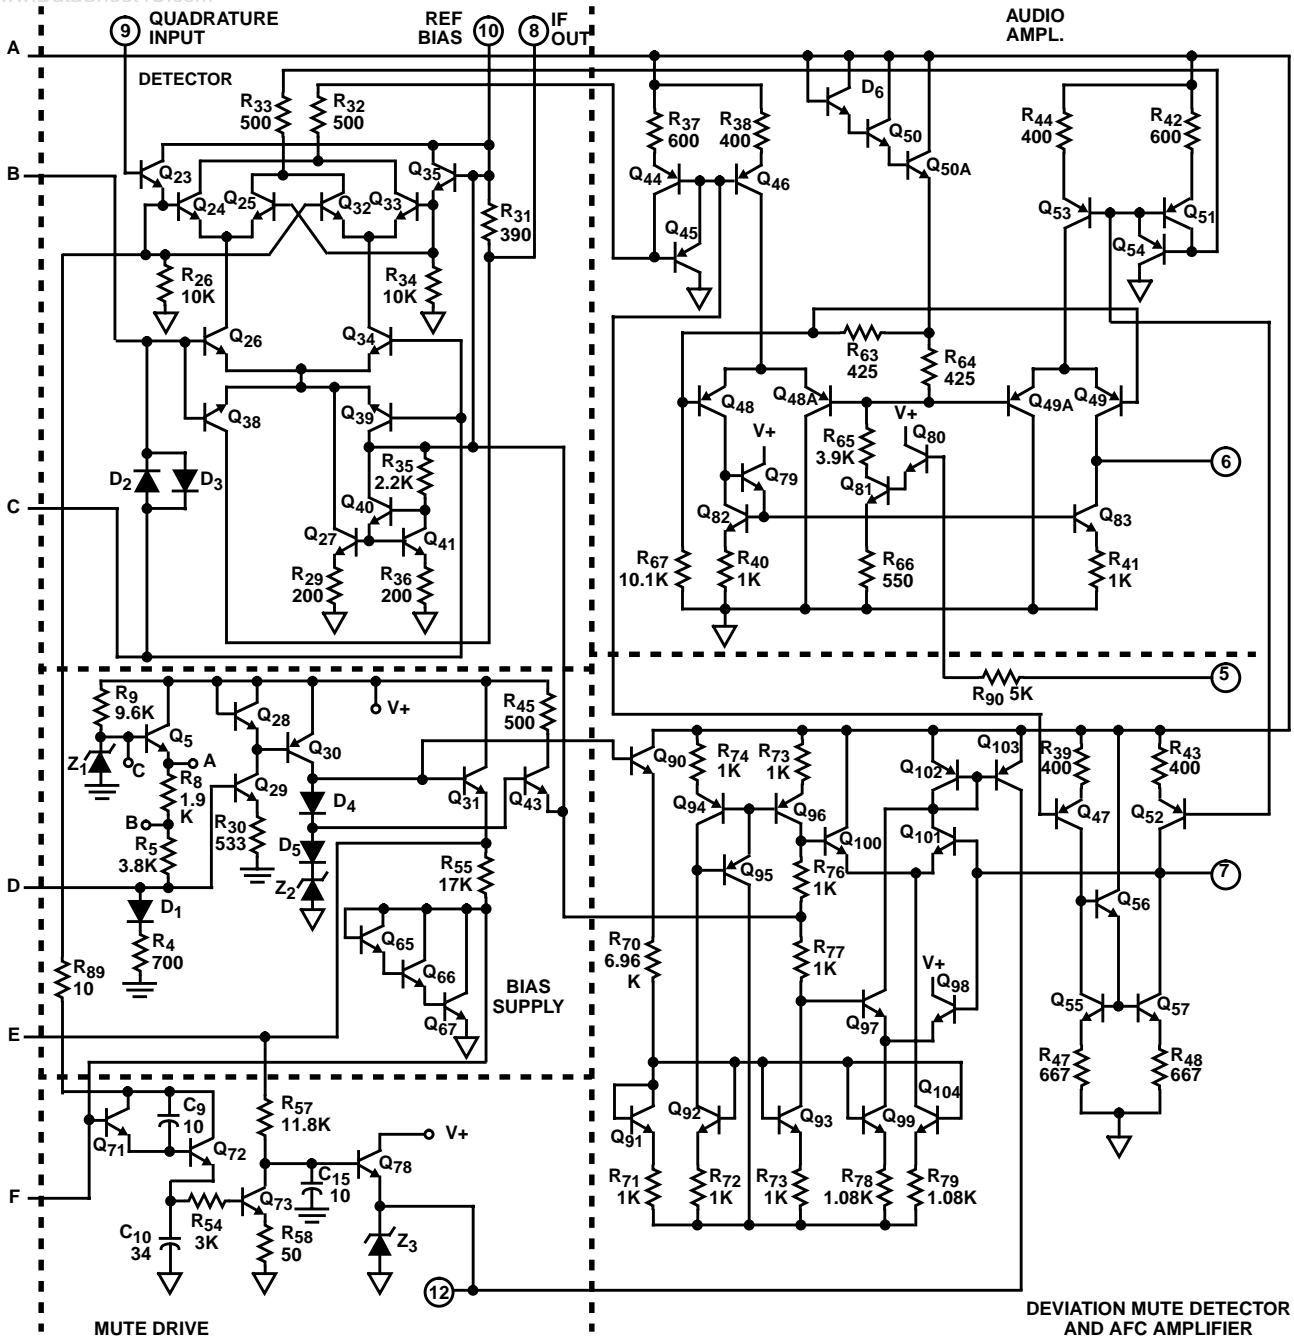 9 QUADRATURE INPUT
REF BIAS 10
8 IF OUT
AUDIO AMPL.
A
DETECTOR
R33 500
R32 500
D6
Q50
Q50A
R37 600
R38 400
R44 400
R42 600
B
Q23
Q24
Q25
Q32
Q33
Q35
Q44
Q46
Q53
Q51
R31 390
Q45
Q54
R26 10K
R34 10K
Q26
Q34
R63 425
R64 425
Q38
Q39
Q48
Q48A
Q49A
Q49
V+
V+
Q80
R65 3.9K
D2
D3
R35 2.2K
Q79
Q81
6
C
Q40
Q27
Q41
Q82
Q83
R29 200
R36 200
R67 10.1K
R40 1K
R66 550
R41 1K
R90 5K
5
R9 9.6K
Q28
V+
R45 500
Q5
Q30
Z1
C
A
R8 1.9 K
Q29
D4
Q31
Q43
Q90
R74 1K
R73 1K
Q102
Q103
R39 400
R43 400
B
R30 533
D5
Q94
Q96
Q100
Q101
Q47
Q52
R5 3.8K
Z2
R55 17K
Q95
R76 1K
7
D
D1
R4 700
Q65
Q66
Q67
BIAS SUPPLY
R70 6.96 K
R77 1K
V+
Q98
Q56
R89 10
Q97
Q55
Q57
E
R47 667
R48 667
C9 10
R57 11.8K
V+
Q71
Q72
Q78
Q91
Q92
Q93
Q99
Q104
C15 10
F
R54 3K
Q73
R71 1K
R72 1K
R73 1K
R78 1.08K
R79 1.08K
C10 34
R58 50
Z3
12
MUTE DRIVE
DEVIATION MUTE DETECTOR
AND AFC AMPLIFIER